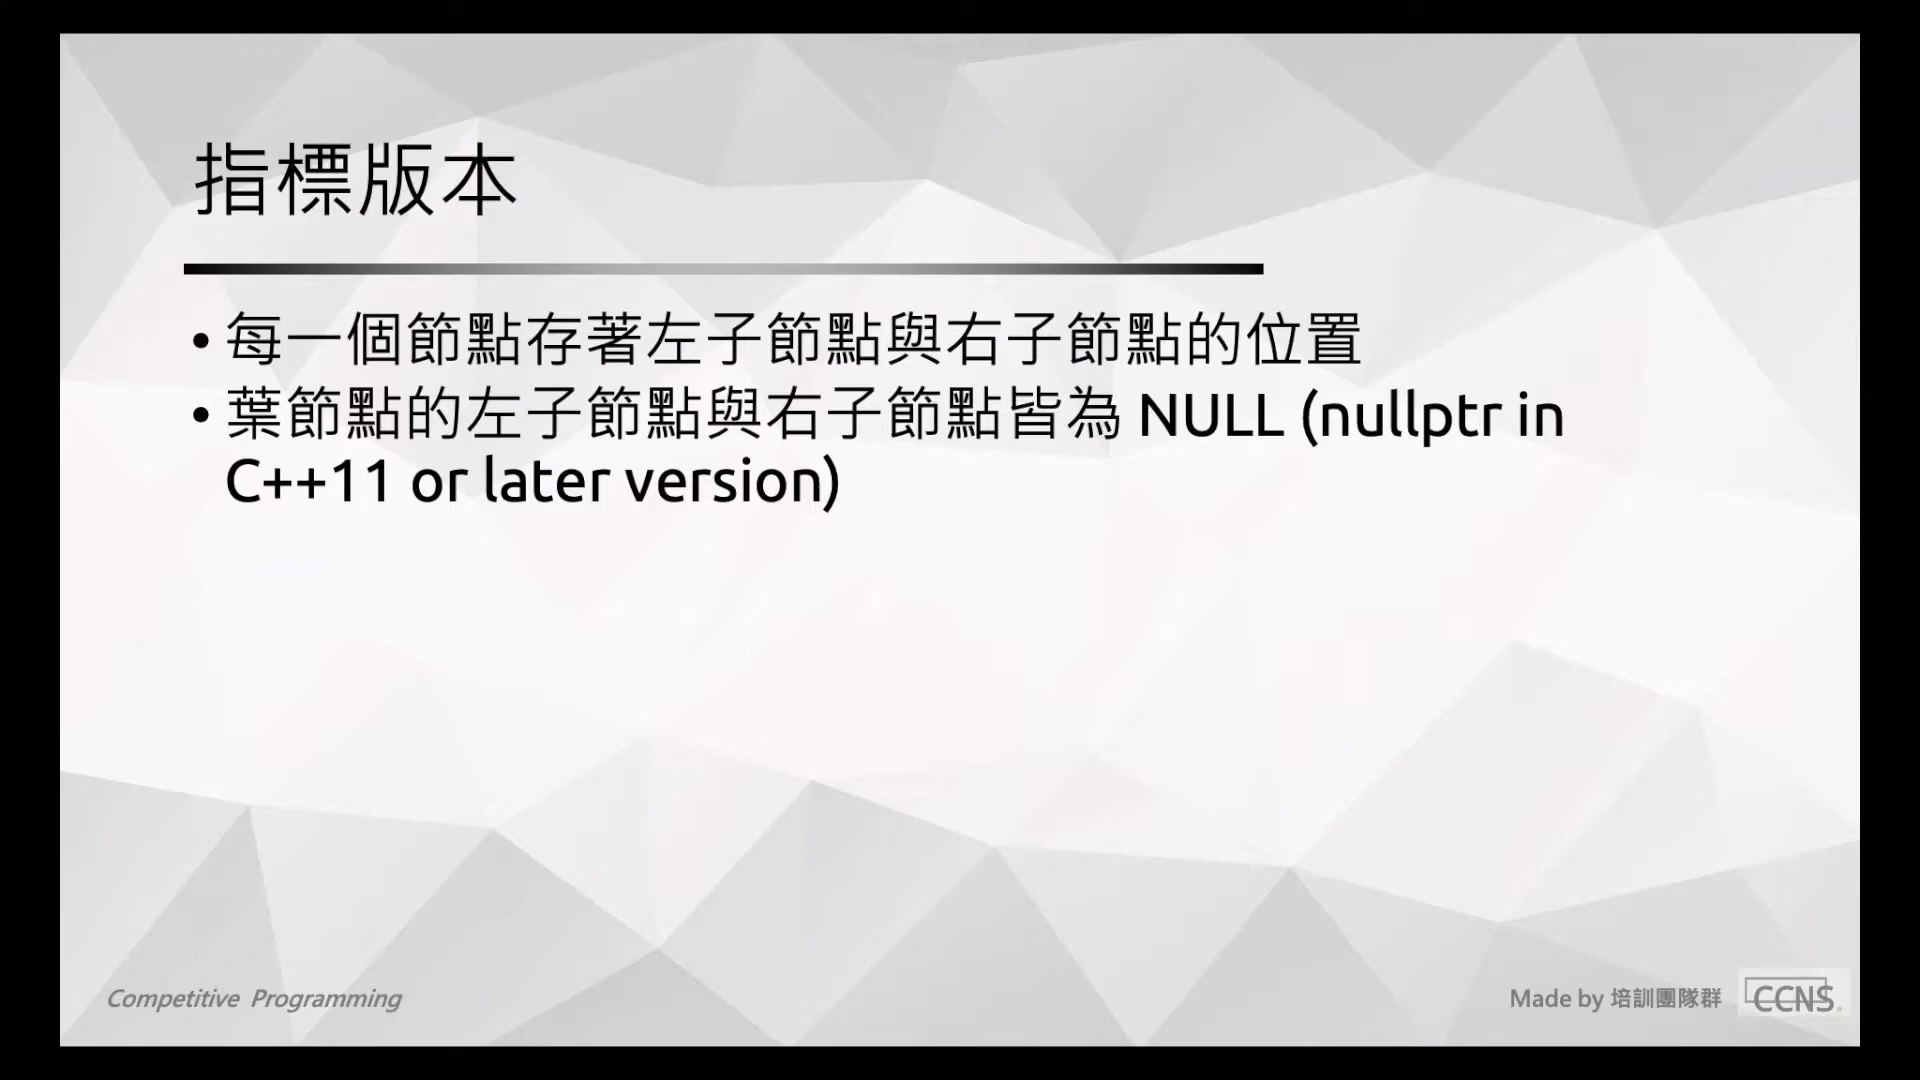 指標版本
• 每一個節點存著左子節點與右子節點的位置
• 葉節點的左子節點與右子節點皆為 NULL (nullptr in
C++11 or later version)
Competitive Programming
Made by 培訓團隊群
CCNS